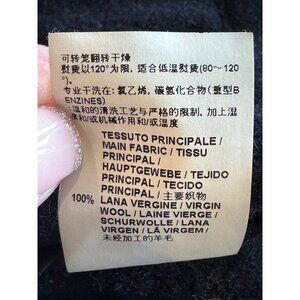 可转笼翻转干燥
熨烫以120°为限，适合低温熨烫(80～120
°).
专业干洗在：氯乙烯，碳氢化合物（重型B
ENZINES)
-温和的清洗工艺与严格的限制，加上湿
和或机械作用和/或温度
TESSUTO PRINCIPALE /
MAIN FABRIC / TISSU
PRINCIPAL /
HAUPTGEWEBE / TEJIDO
PRINCIPAL / TECIDO
PRINCIPAL / 主要织物
100% LANA VERGINE / VIRGIN
WOOL / LAINE VIERGE /
SCHURWOLLE / LANA
VIRGEN / LÃ VIRGEM /
未经加工的羊毛